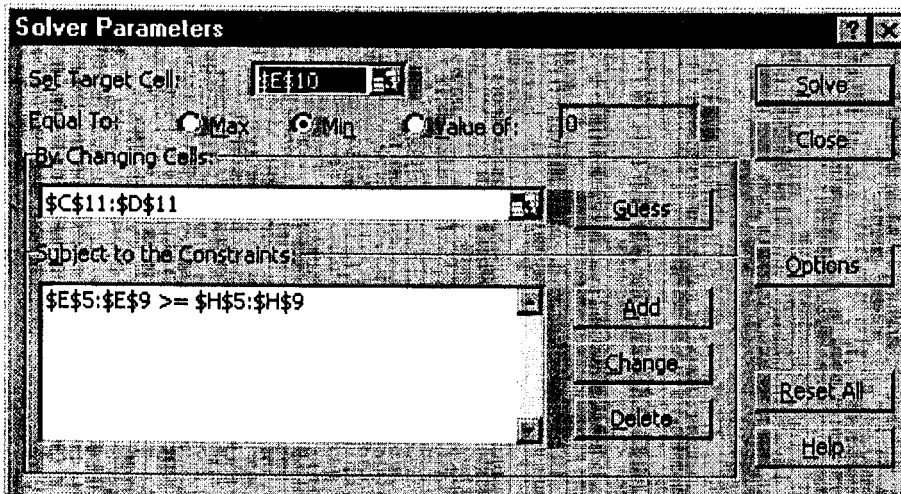 Solver Parameters ? ×
Set Target Cell: $E$10 Solve
Equal To: Max Min Value of: 0 Close
By Changing Cells:
$C$11:$D$11 Guess
Subject to the Constraints: Options
$E$5:$E$9 >= $H$5:$H$9 Add
Change
Reset All
Delete
Help